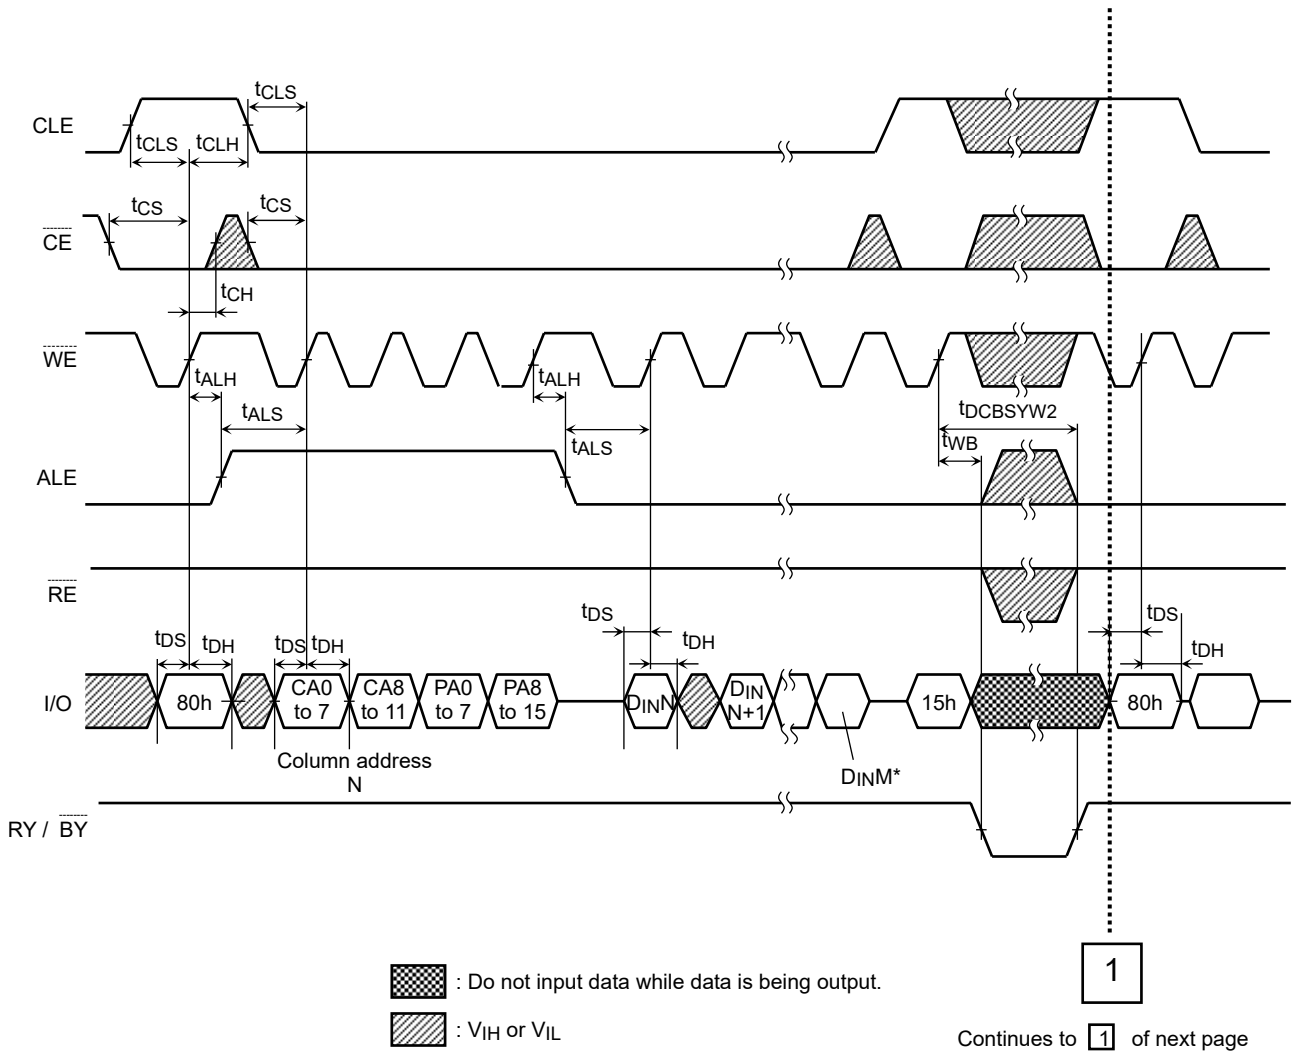 tCLS
CLE
tCLS
tCLH
tCS
tCS
CE
tCH
WE
tALH
tALH
tALS
tALS
tDCBSYW2
tWB
ALE
RE
tDS
tDH
tDS
tDH
tDS
tDH
tDS
tDH
I/O
80h
CA0
to 7
CA8
to 11
PA0
to 7
PA8
to 15
DINN
DIN
N+1
15h
80h
Column address
N
DINM*
RY / BY
1
: Do not input data while data is being output.
: VIH or VIL
Continues to 1 of next page